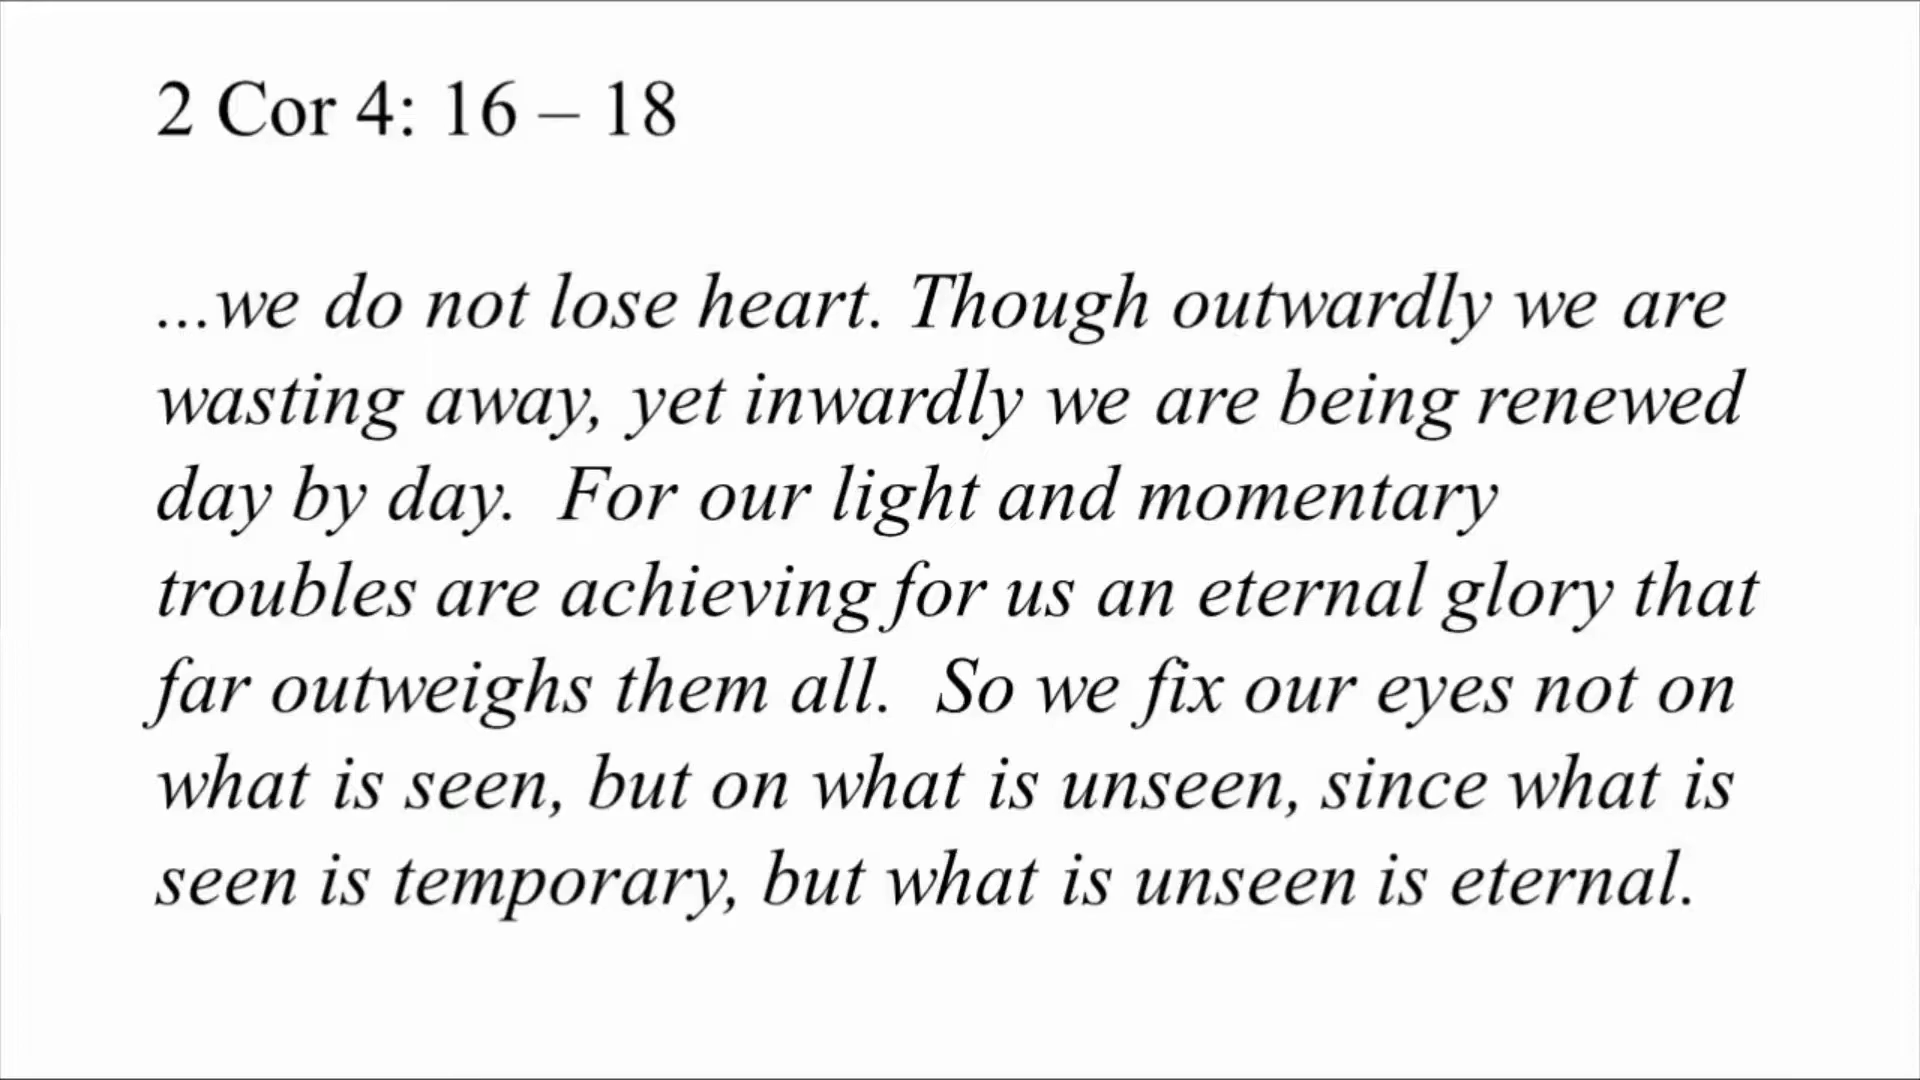 2 Cor 4: 16 – 18
...we do not lose heart. Though outwardly we are
wasting away, yet inwardly we are being renewed
day by day.  For our light and momentary
troubles are achieving for us an eternal glory that
far outweighs them all.  So we fix our eyes not on
what is seen, but on what is unseen, since what is
seen is temporary, but what is unseen is eternal.